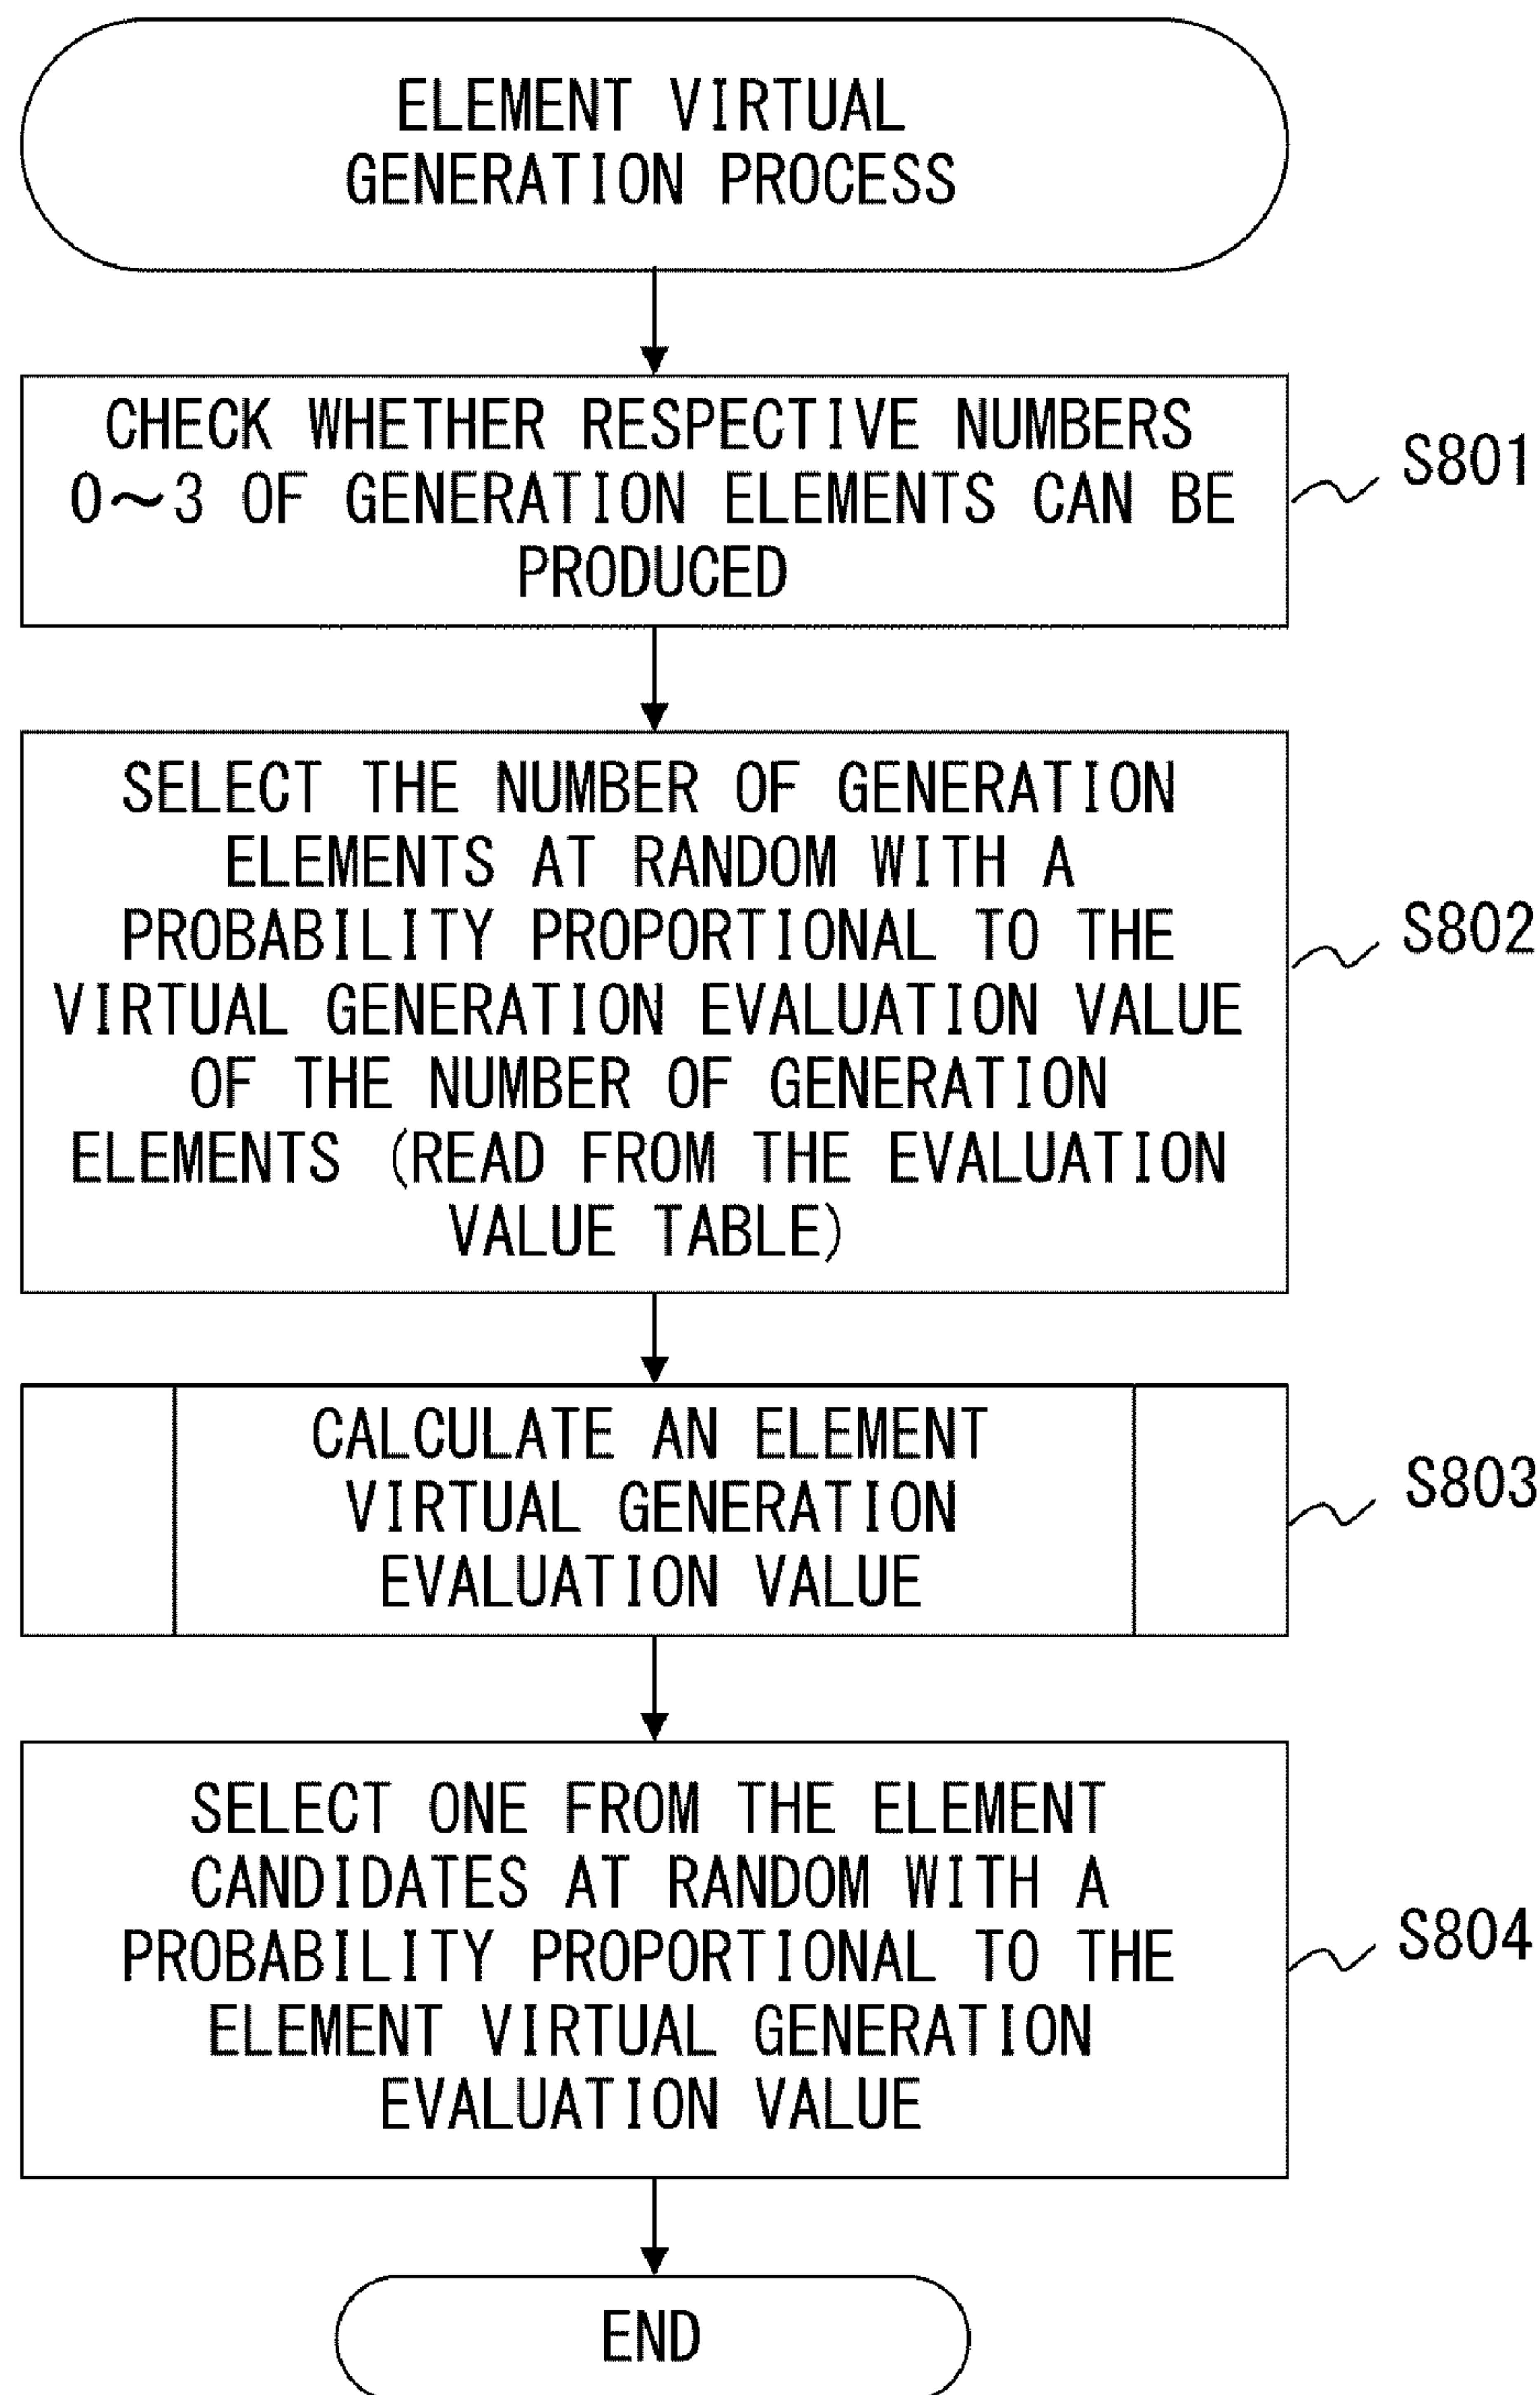 ELEMENT VIRTUAL
GENERATION PROCESS
CHECK WHETHER RESPECTIVE NUMBERS
0~3 OF GENERATION ELEMENTS CAN BE
PRODUCED
S801
SELECT THE NUMBER OF GENERATION
ELEMENTS AT RANDOM WITH A
PROBABILITY PROPORTIONAL TO THE
VIRTUAL GENERATION EVALUATION VALUE
OF THE NUMBER OF GENERATION
ELEMENTS (READ FROM THE EVALUATION
VALUE TABLE)
S802
CALCULATE AN ELEMENT
VIRTUAL GENERATION
EVALUATION VALUE
S803
SELECT ONE FROM THE ELEMENT
CANDIDATES AT RANDOM WITH A
PROBABILITY PROPORTIONAL TO THE
ELEMENT VIRTUAL GENERATION
EVALUATION VALUE
S804
END